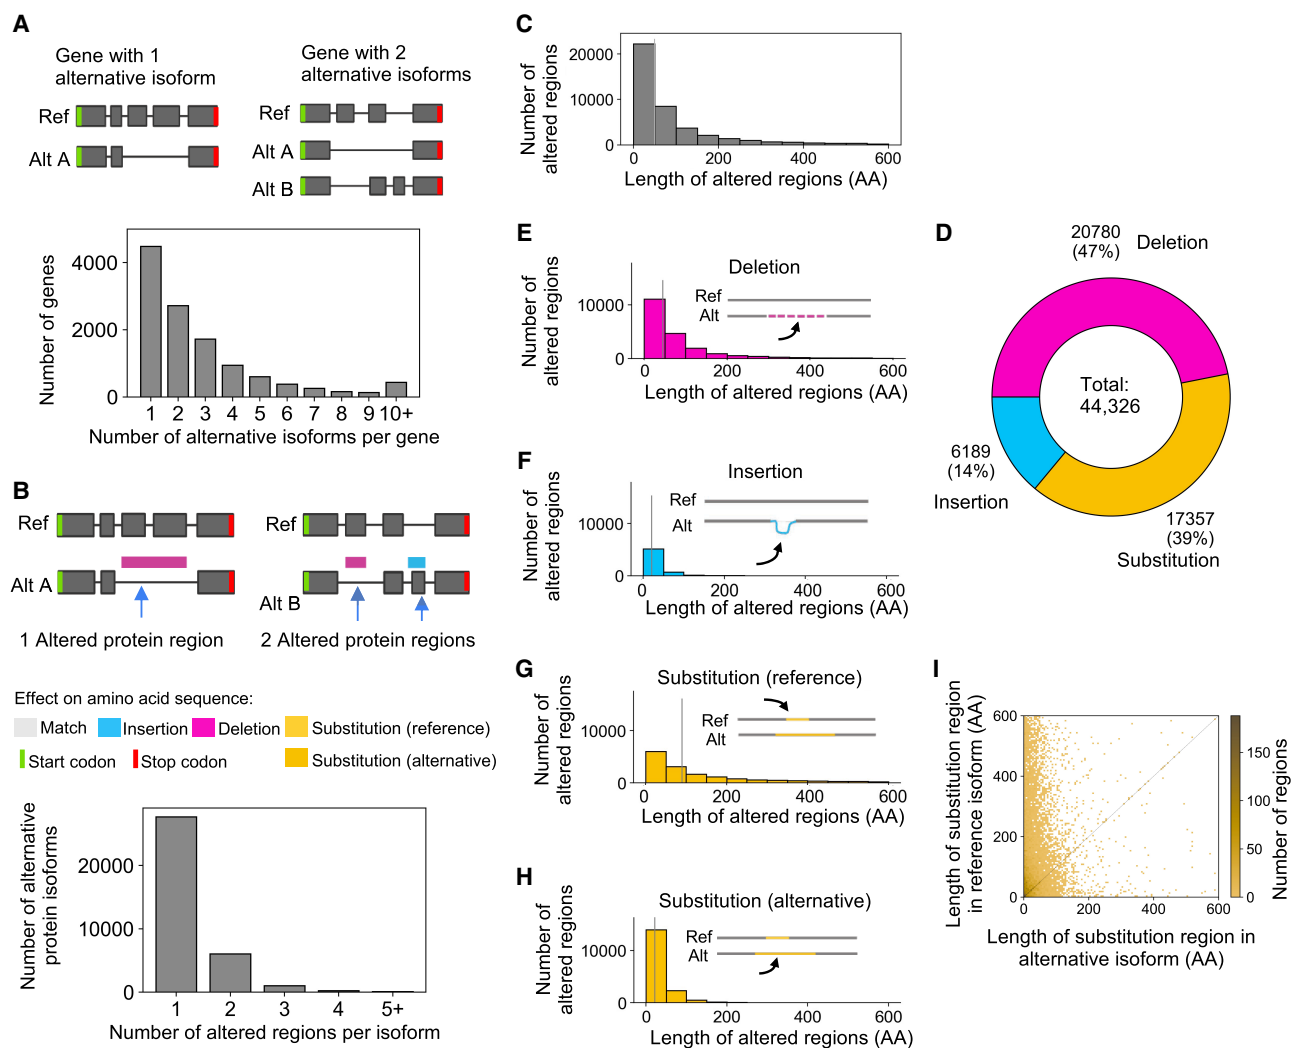 A
Gene with 1
alternative isoform
Ref
Alt A
Gene with 2
alternative isoforms
Ref
Alt A
Alt B
Number of genes
4000
2000
0
1 2 3 4 5 6 7 8 9 10+
Number of alternative isoforms per gene
B
Ref
Alt A
1 Altered protein region
Ref
Alt B
2 Altered protein regions
Effect on amino acid sequence:
Match
Insertion
Deletion
Substitution (reference)
Start codon
Stop codon
Substitution (alternative)
Number of alternative
protein isoforms
20000
10000
0
1 2 3 4 5+
Number of altered regions per isoform
C
Number of
altered regions
20000
10000
0
0 200 400 600
Length of altered regions (AA)
D
20780
(47%)
Deletion
Total:
44,326
6189
(14%)
Insertion
17357
(39%)
Substitution
E
Deletion
Number of
altered regions
10000
0
Ref
Alt
0 200 400 600
Length of altered regions (AA)
F
Insertion
Number of
altered regions
10000
0
Ref
Alt
0 200 400 600
Length of altered regions (AA)
G
Substitution (reference)
Number of
altered regions
10000
0
Ref
Alt
0 200 400 600
Length of altered regions (AA)
H
Substitution (alternative)
Number of
altered regions
10000
0
Ref
Alt
0 200 400 600
Length of altered regions (AA)
I
Length of substitution region
in reference isoform (AA)
600
400
200
0
0 200 400 600
Length of substitution region in
alternative isoform (AA)
150
100
50
0
Number of regions